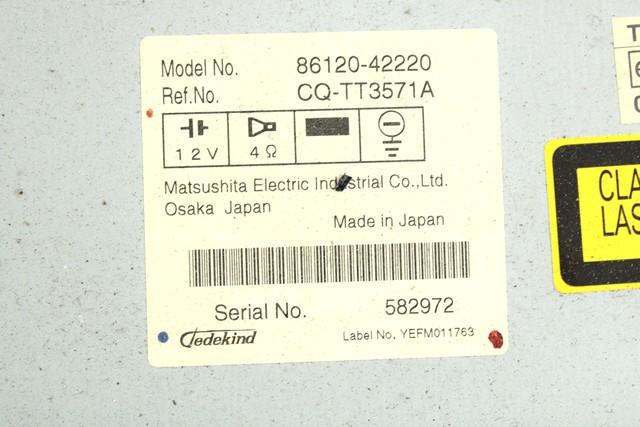 Model No. 86120-42220
Ref.No. CQ-TT3571A
12V 4Ω
Matsushita Electric Industrial Co.,Ltd.
Osaka Japan
Made in Japan
Serial No. 582972
Tedekind Label No. YEFM011763
CLA
LAS